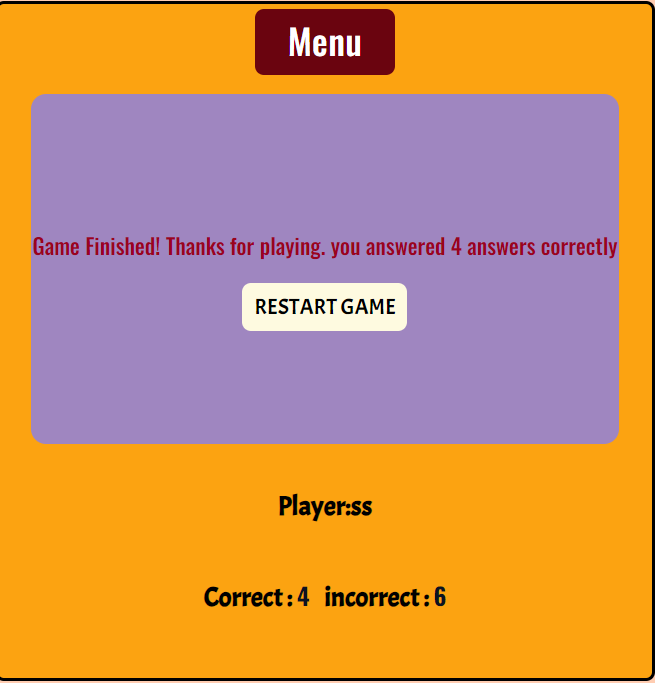 Menu
Game Finished! Thanks for playing. you answered 4 answers correctly
RESTART GAME
Player:ss
Correct : 4 incorrect : 6